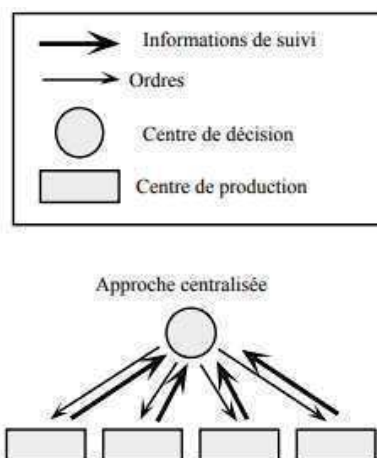 Informations de suivi
Ordres
Centre de décision
Centre de production
Approche centralisée